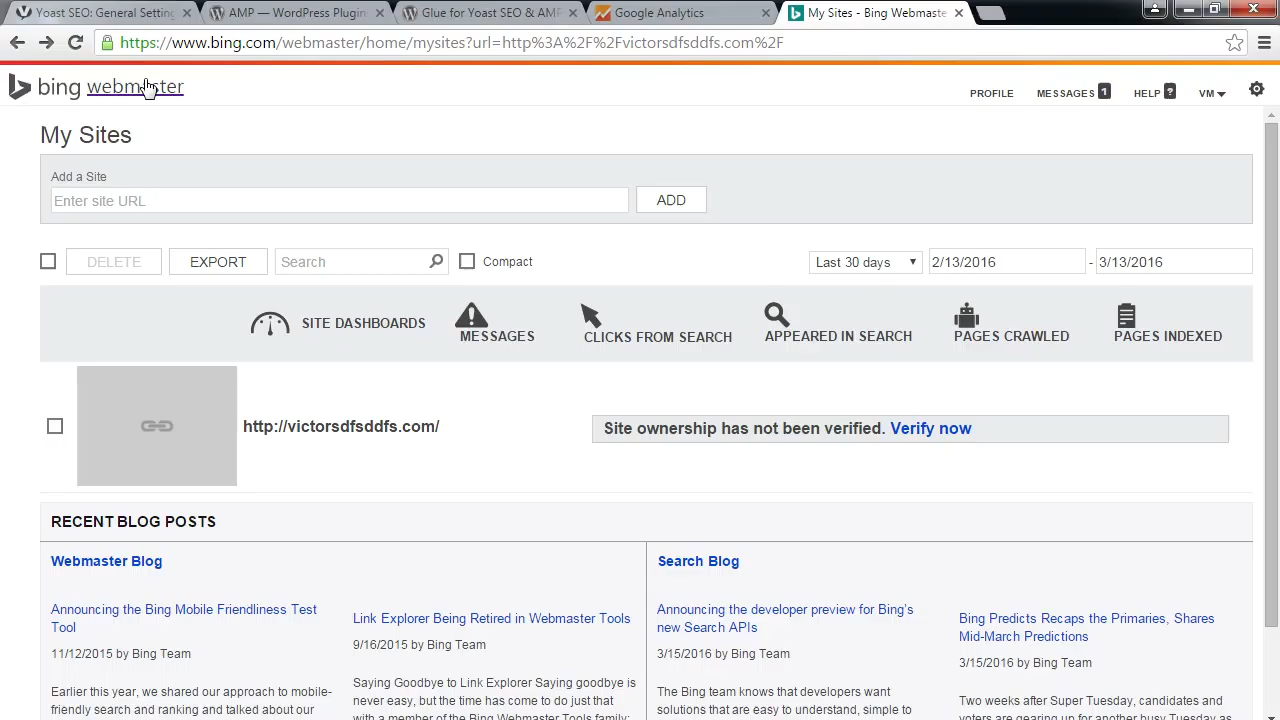 Yoast SEO: General Setting
AMP — WordPress Plugin
Glue for Yoast SEO & AMP
Google Analytics
My Sites - Bing Webmaste
https://www.bing.com/webmaster/home/mysites?url=http%3A%2F%2Fvictorsdfsddfs.com%2F
bing webmaster
PROFILE MESSAGES 1 HELP ? VM
My Sites
Add a Site
Enter site URL
ADD
DELETE EXPORT Search Compact Last 30 days 2/13/2016 - 3/13/2016
SITE DASHBOARDS MESSAGES CLICKS FROM SEARCH APPEARED IN SEARCH PAGES CRAWLED PAGES INDEXED
http://victorsdfsddfs.com/
Site ownership has not been verified. Verify now
RECENT BLOG POSTS
Webmaster Blog
Announcing the Bing Mobile Friendliness Test
Tool
11/12/2015 by Bing Team
Earlier this year, we shared our approach to mobile-
friendly search and ranking and talked about our
Link Explorer Being Retired in Webmaster Tools
9/16/2015 by Bing Team
Saying Goodbye to Link Explorer Saying goodbye is
never easy, but the time has come to do just that
with a member of the Bing Webmaster Tools family:
Search Blog
Announcing the developer preview for Bing's
new Search APIs
3/15/2016 by Bing Team
The Bing team knows that developers want
solutions that are easy to understand, simple to
Bing Predicts Recaps the Primaries, Shares
Mid-March Predictions
3/15/2016 by Bing Team
Two weeks after Super Tuesday, candidates and
voters are gearing up for another busy Tuesday as